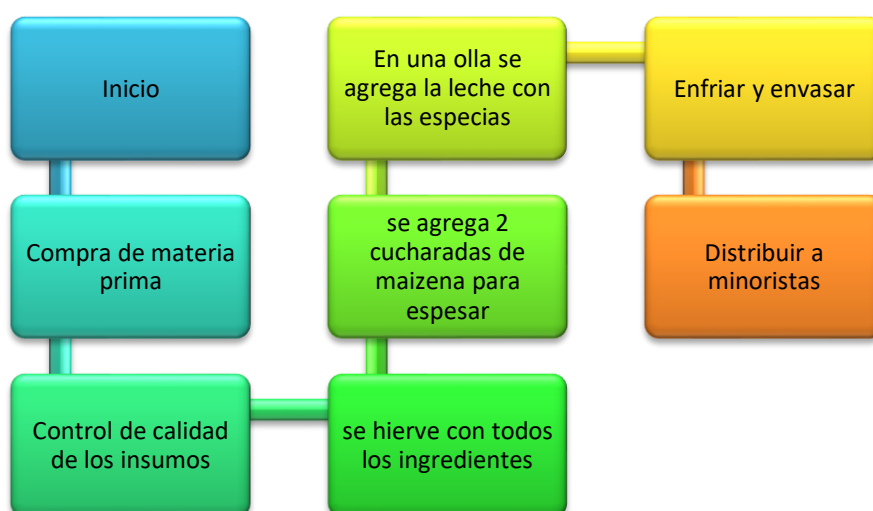 Inicio
Compra de materia
prima
Control de calidad
de los insumos
se hierve con todos
los ingredientes
se agrega 2
cucharadas de
maizena para
espesar
En una olla se
agrega la leche con
las especias
Enfriar y envasar
Distribuir a
minoristas